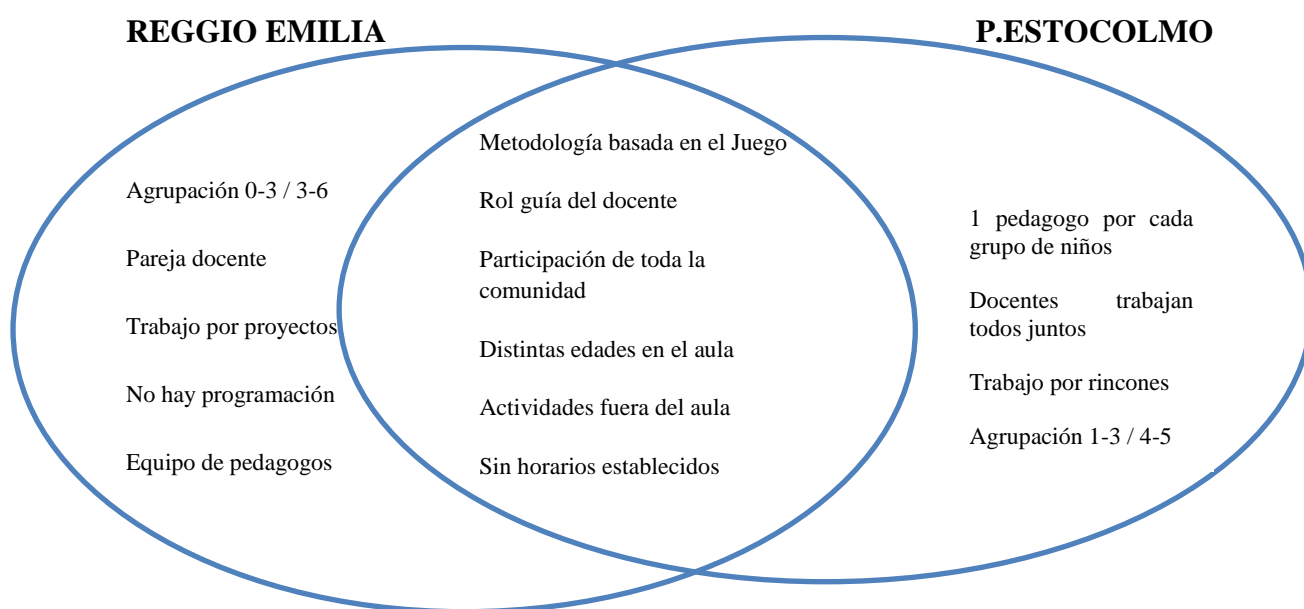 REGGIO EMILIA
P.ESTOCOLMO
Agrupación 0-3 / 3-6
Pareja docente
Trabajo por proyectos
No hay programación
Equipo de pedagogos
Metodología basada en el Juego
Rol guía del docente
Participación de toda la
comunidad
Distintas edades en el aula
Actividades fuera del aula
Sin horarios establecidos
1 pedagogo por cada
grupo de niños
Docentes trabajan
todos juntos
Trabajo por rincones
Agrupación 1-3 / 4-5